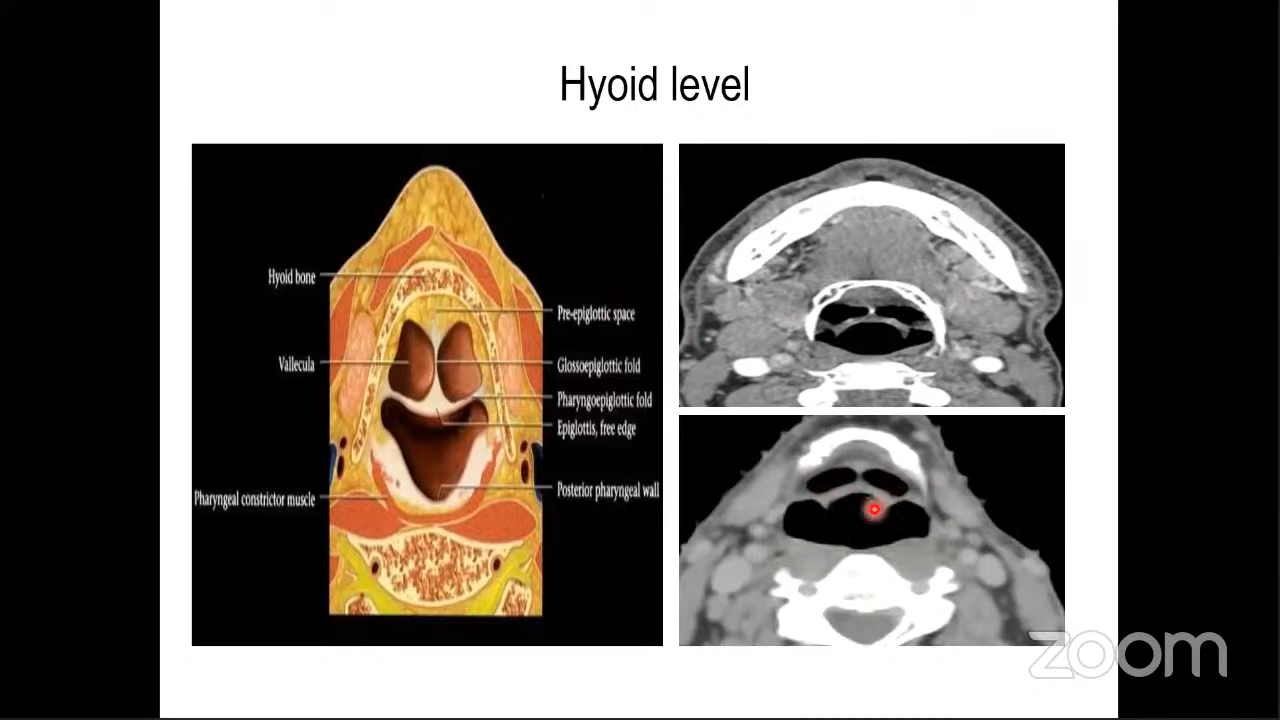 Hyoid level
Hyoid bone
Pre-epiglottic space
Vallecula
Glossoepiglottic fold
Pharyngoepiglottic fold
Epiglottis, free edge
Pharyngeal constrictor muscle
Posterior pharyngeal wall
zoom